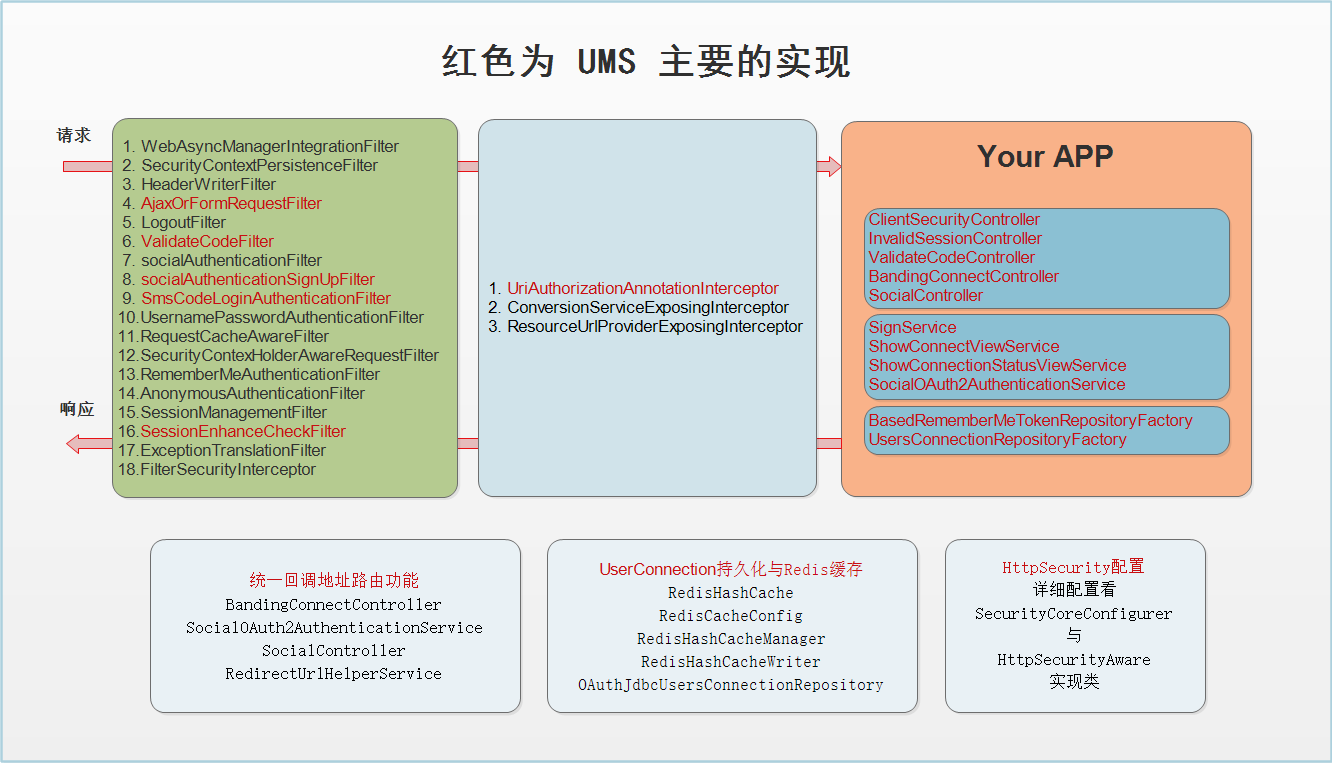 红色为 UMS 主要的实现
请求
1. WebAsyncManagerIntegrationFilter
2. SecurityContextPersistenceFilter
3. HeaderWriterFilter
4. AjaxOrFormRequestFilter
5. LogoutFilter
6. ValidateCodeFilter
7. socialAuthenticationFilter
8. socialAuthenticationSignUpFilter
9. SmsCodeLoginAuthenticationFilter
10.UsernamePasswordAuthenticationFilter
11.RequestCacheAwareFilter
12.SecurityContexHolderAwareRequestFilter
13.RememberMeAuthenticationFilter
14.AnonymousAuthenticationFilter
15.SessionManagementFilter
16.SessionEnhanceCheckFilter
17.ExceptionTranslationFilter
18.FilterSecurityInterceptor
响应
1. UriAuthorizationAnnotationInterceptor
2. ConversionServiceExposingInterceptor
3. ResourceUrlProviderExposingInterceptor
Your APP
ClientSecurityController
InvalidSessionController
ValidateCodeController
BandingConnectController
SocialController
SignService
ShowConnectViewService
ShowConnectionStatusViewService
SocialOAuth2AuthenticationService
BasedRememberMeTokenRepositoryFactory
UsersConnectionRepositoryFactory
统一回调地址路由功能
BandingConnectController
SocialOAuth2AuthenticationService
SocialController
RedirectUrlHelperService
UserConnection持久化与Redis缓存
RedisHashCache
RedisCacheConfig
RedisHashCacheManager
RedisHashCacheWriter
OAuthJdbcUsersConnectionRepository
HttpSecurity配置
详细配置看
SecurityCoreConfigurer
与
HttpSecurityAware
实现类